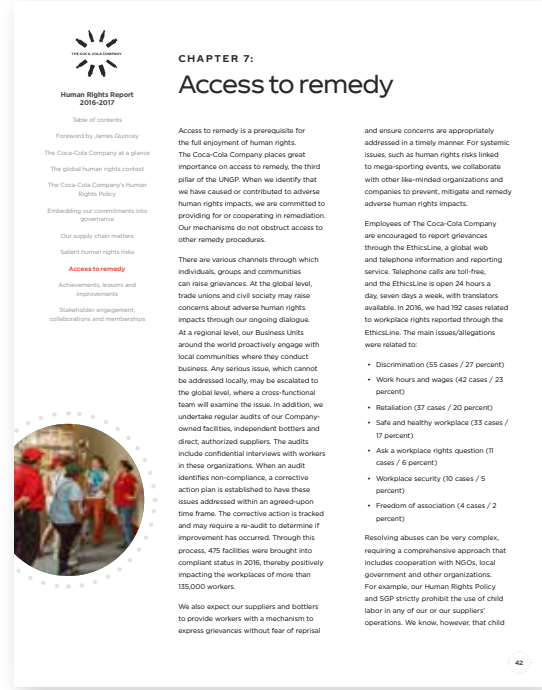 THE COCA-COLA COMPANY
Human Rights Report
2016-2017
Table of contents
Foreword by James Quincey
The Coca-Cola Company at a glance
The global human rights context
The Coca-Cola Company's Human
Rights Policy
Embedding our commitments into
governance
Our supply chain matters
Salient human rights risks
Access to remedy
Achievements, lessons and
improvements
Stakeholder engagement,
collaborations and memberships
CHAPTER 7:
Access to remedy
Access to remedy is a prerequisite for
the full enjoyment of human rights.
The Coca-Cola Company places great
importance on access to remedy, the third
pillar of the UNGP. When we identify that
we have caused or contributed to adverse
human rights impacts, we are committed to
providing for or cooperating in remediation.
Our mechanisms do not obstruct access to
other remedy procedures.
There are various channels through which
individuals, groups and communities
can raise grievances. At the global level,
trade unions and civil society may raise
concerns about adverse human rights
impacts through our ongoing dialogue.
At a regional level, our Business Units
around the world proactively engage with
local communities where they conduct
business. Any serious issue, which cannot
be addressed locally, may be escalated to
the global level, where a cross-functional
team will examine the issue. In addition, we
undertake regular audits of our Company-
owned facilities, independent bottlers and
direct, authorized suppliers. The audits
include confidential interviews with workers
in these organizations. When an audit
identifies non-compliance, a corrective
action plan is established to have these
issues addressed within an agreed-upon
time frame. The corrective action is tracked
and may require a re-audit to determine if
improvement has occurred. Through this
process, 475 facilities were brought into
compliant status in 2016, thereby positively
impacting the workplaces of more than
135,000 workers.
We also expect our suppliers and bottlers
to provide workers with a mechanism to
express grievances without fear of reprisal
and ensure concerns are appropriately
addressed in a timely manner. For systemic
issues, such as human rights risks linked
to mega-sporting events, we collaborate
with other like-minded organizations and
companies to prevent, mitigate and remedy
adverse human rights impacts.
Employees of The Coca-Cola Company
are encouraged to report grievances
through the EthicsLine, a global web
and telephone information and reporting
service. Telephone calls are toll-free,
and the EthicsLine is open 24 hours a
day, seven days a week, with translators
available. In 2016, we had 192 cases related
to workplace rights reported through the
EthicsLine. The main issues/allegations
were related to:
• Discrimination (55 cases / 27 percent)
• Work hours and wages (42 cases / 23
percent)
• Retaliation (37 cases / 20 percent)
• Safe and healthy workplace (33 cases /
17 percent)
• Ask a workplace rights question (11
cases / 6 percent)
• Workplace security (10 cases / 5
percent)
• Freedom of association (4 cases / 2
percent)
Resolving abuses can be very complex,
requiring a comprehensive approach that
includes cooperation with NGOs, local
government and other organizations.
For example, our Human Rights Policy
and SGP strictly prohibit the use of child
labor in any of our or our suppliers'
operations. We know, however, that child
42